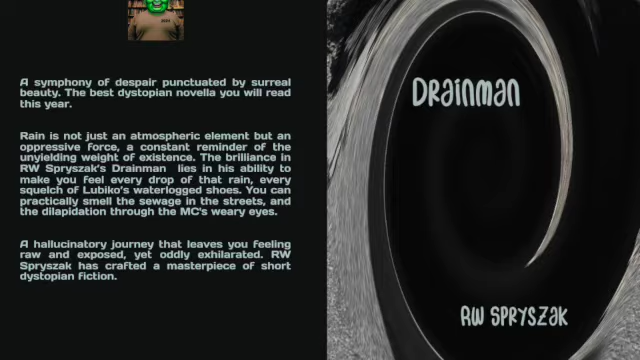 A symphony of despair punctuated by surreal
beauty. The best dystopian novella you will read
this year.
Rain is not just an atmospheric element but an
oppressive force, a constant reminder of the
unyielding weight of existence. The brilliance in
RW Spryszak's Drainman lies in his ability to
make you feel every drop of that rain, every
squelch of Lubiko's waterlogged shoes. You can
practically smell the sewage in the streets, and
the dilapidation through the MC's weary eyes.
A hallucinatory journey that leaves you feeling
raw and exposed, yet oddly exhilarated. RW
Spryszak has crafted a masterpiece of short
dystopian fiction.
Drainman
RW SPRYSZAK